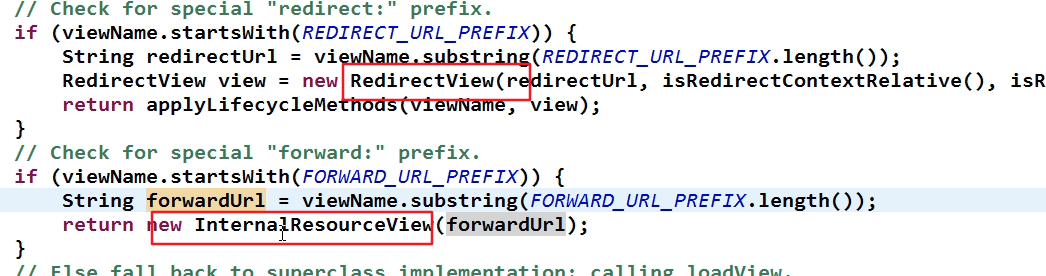 // Check for special "redirect:" prefix.
if (viewName.startsWith(REDIRECT_URL_PREFIX)) {
String redirectUrl = viewName.substring(REDIRECT_URL_PREFIX.length());
RedirectView view = new RedirectView(redirectUrl, isRedirectContextRelative(), isR
return applyLifecycleMethods(viewName, view);
}
// Check for special "forward:" prefix.
if (viewName.startsWith(FORWARD_URL_PREFIX)) {
String forwardUrl = viewName.substring(FORWARD_URL_PREFIX.length());
return new InternalResourceView(forwardUrl);
}
// Else fall back to superclass implementation: calling loadView.